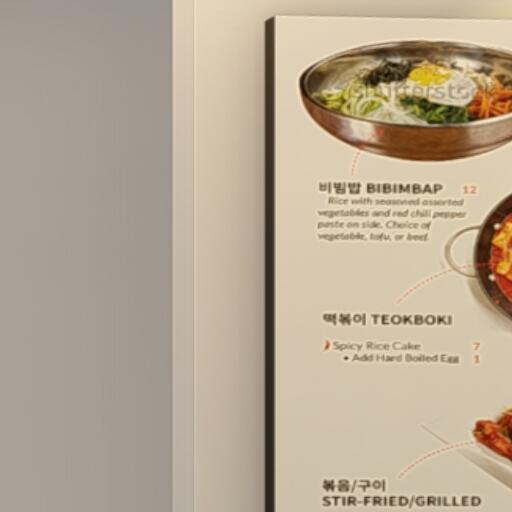 shutterstock
비빔밥 BIBIMBAP 12
Rice with seasoned assorted
vegetables and red chili pepper
paste on side. Choice of
vegetable, tofu, or beef.
떡볶이 TEOKBOKI
Spicy Rice Cake 7
• Add Hard Boiled Egg 1
볶음/구이
STIR-FRIED/GRILLED